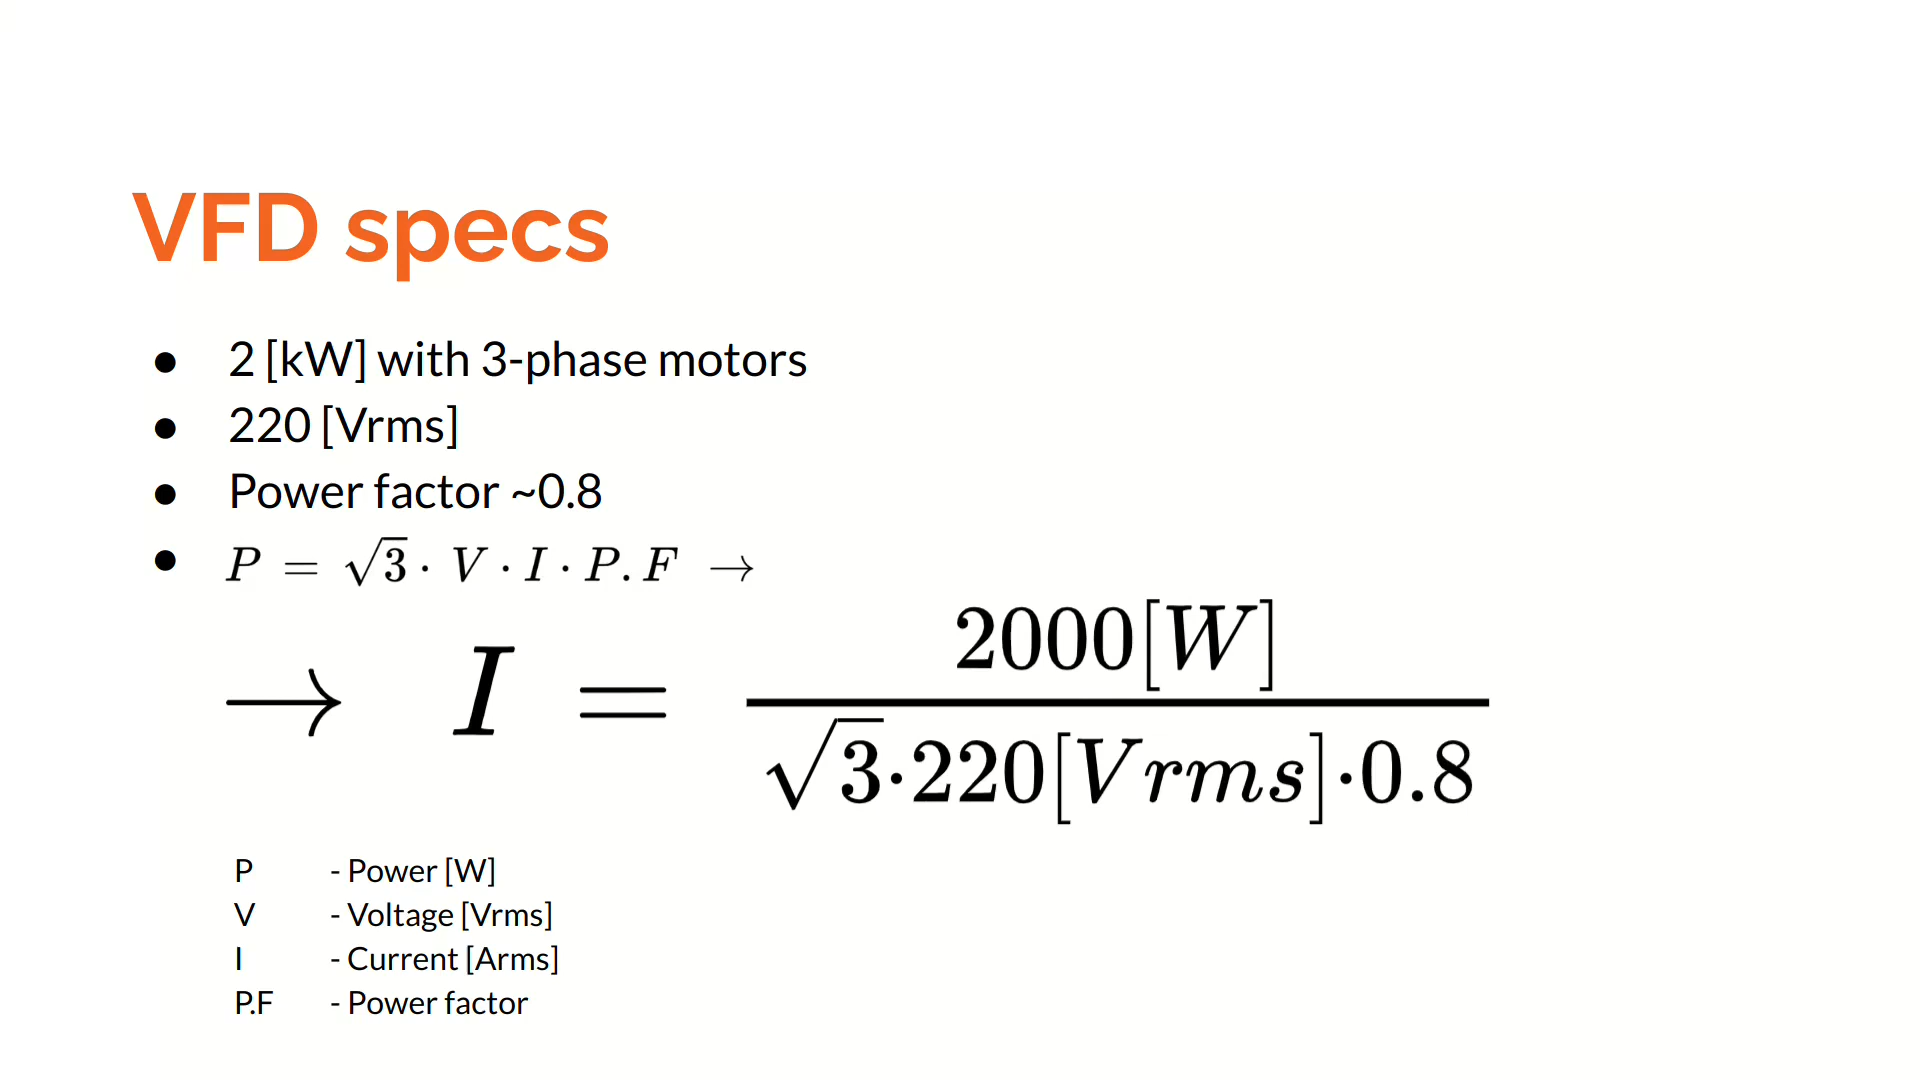 VFD specs
● 2 [kW] with 3-phase motors
● 220 [Vrms]
● Power factor ~0.8
● P = √3 · V · I · P.F →
→ I = 2000[W]
√3·220[Vrms]·0.8
P - Power [W]
V - Voltage [Vrms]
I - Current [Arms]
P.F - Power factor